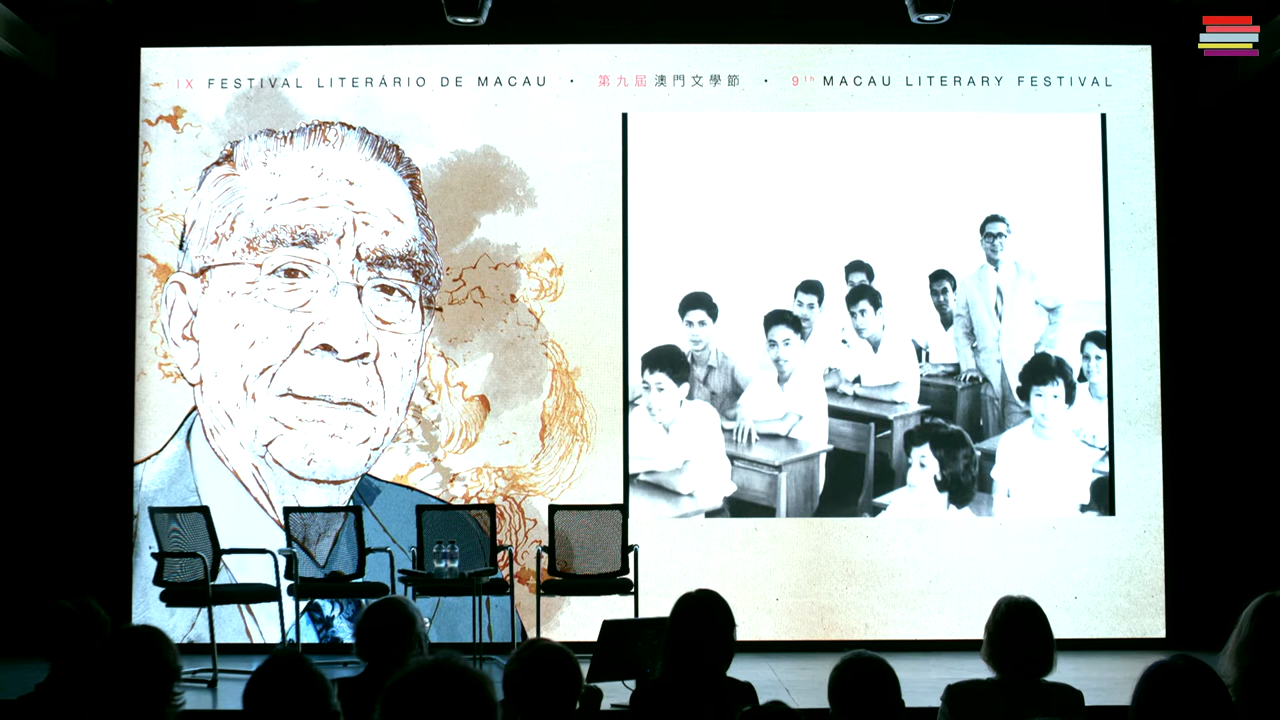 IX FESTIVAL LITERÁRIO DE MACAU • 第九屆澳門文學節 • 9th MACAU LITERARY FESTIVAL